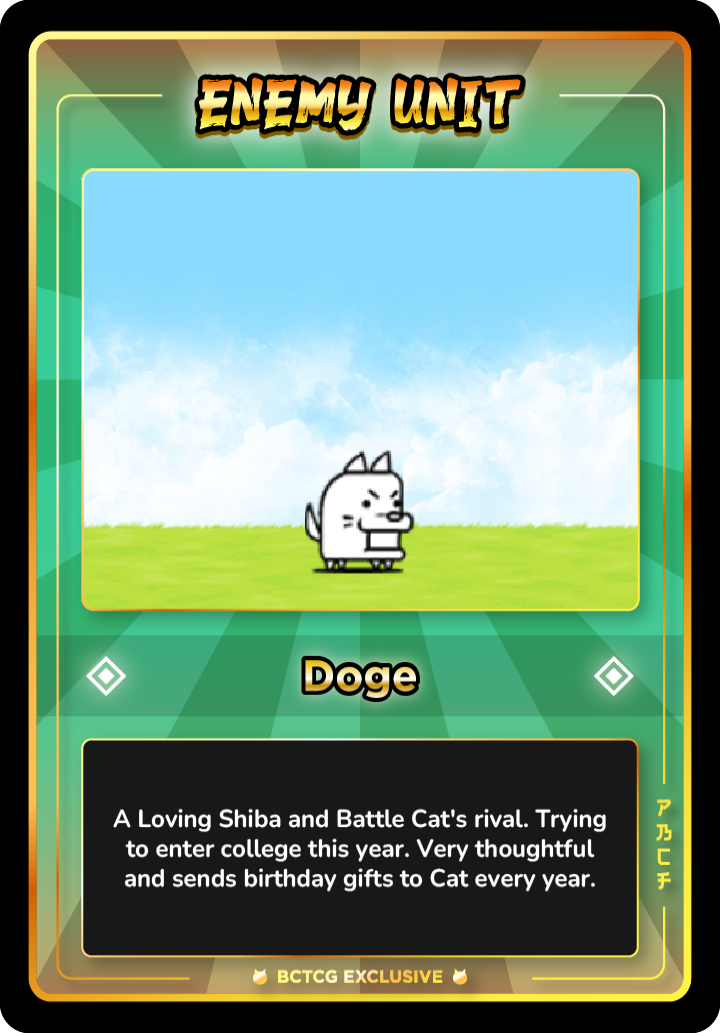 ENEMY UNIT
Doge
A Loving Shiba and Battle Cat's rival. Trying
to enter college this year. Very thoughtful
and sends birthday gifts to Cat every year.
BCTCG EXCLUSIVE